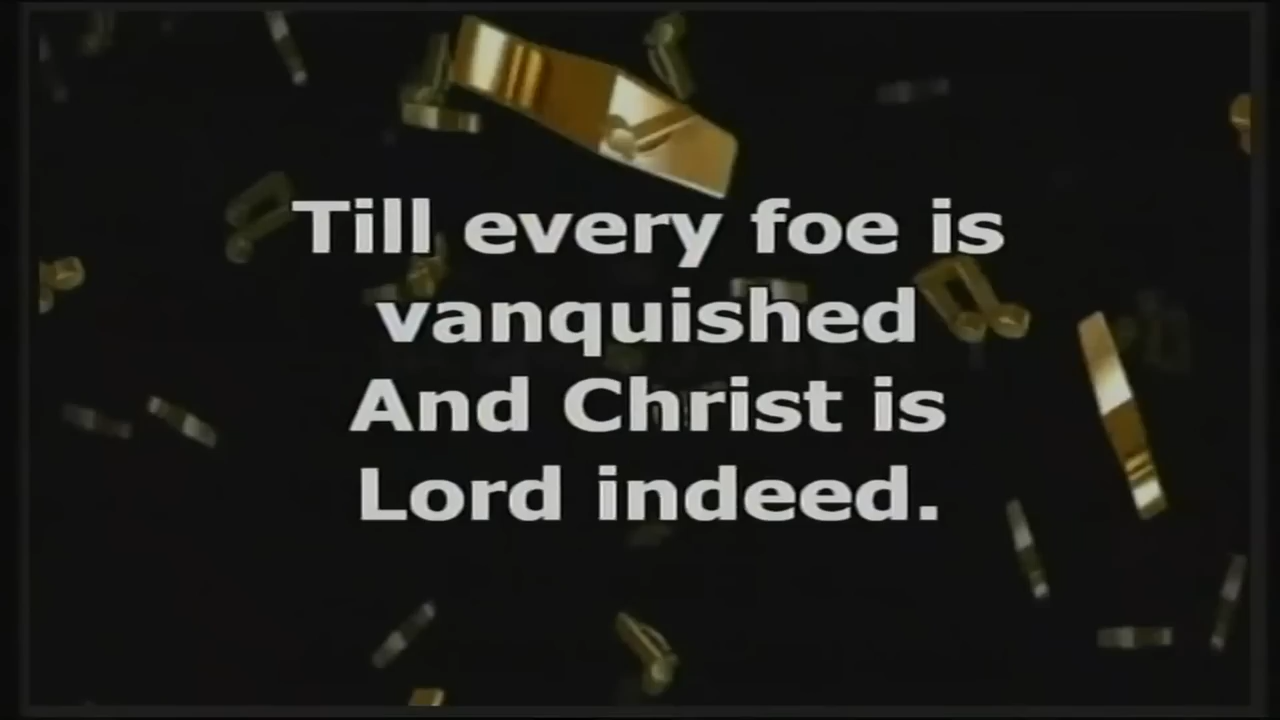 Till every foe is
vanquished
And Christ is
Lord indeed.